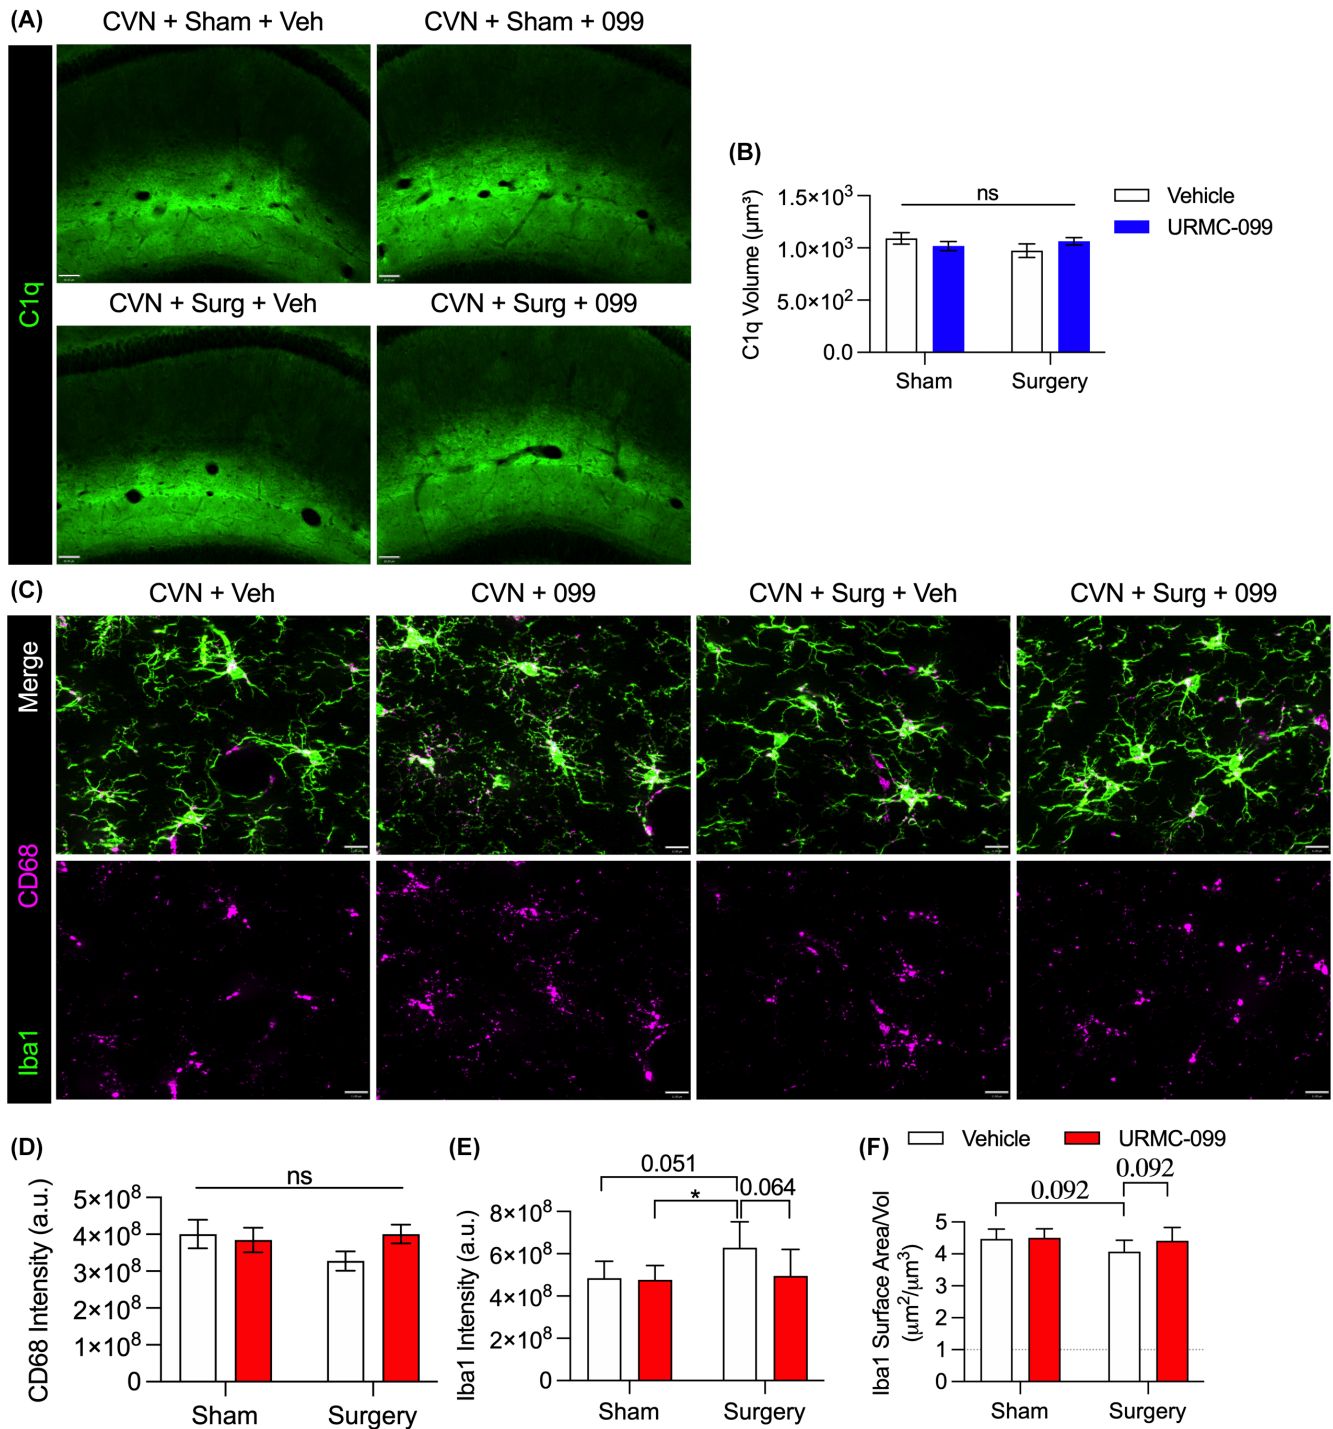 (A)
CVN + Sham + Veh
CVN + Sham + 099
CVN + Surg + Veh
CVN + Surg + 099
C1q
(B)
C1q Volume (μm³)
1.5×10³
1.0×10³
5.0×10²
0.0
ns
Sham
Surgery
Vehicle
URMC-099
(C)
CVN + Veh
CVN + 099
CVN + Surg + Veh
CVN + Surg + 099
Merge
CD68
Iba1
(D)
CD68 Intensity (a.u.)
5×10⁸
4×10⁸
3×10⁸
2×10⁸
1×10⁸
0
ns
Sham
Surgery
(E)
Iba1 Intensity (a.u.)
8×10⁸
6×10⁸
4×10⁸
2×10⁸
0
0.051
*
0.064
Sham
Surgery
(F)
Vehicle
URMC-099
Iba1 Surface Area/Vol
(μm²/μm³)
5
4
3
2
1
0
0.092
0.092
Sham
Surgery